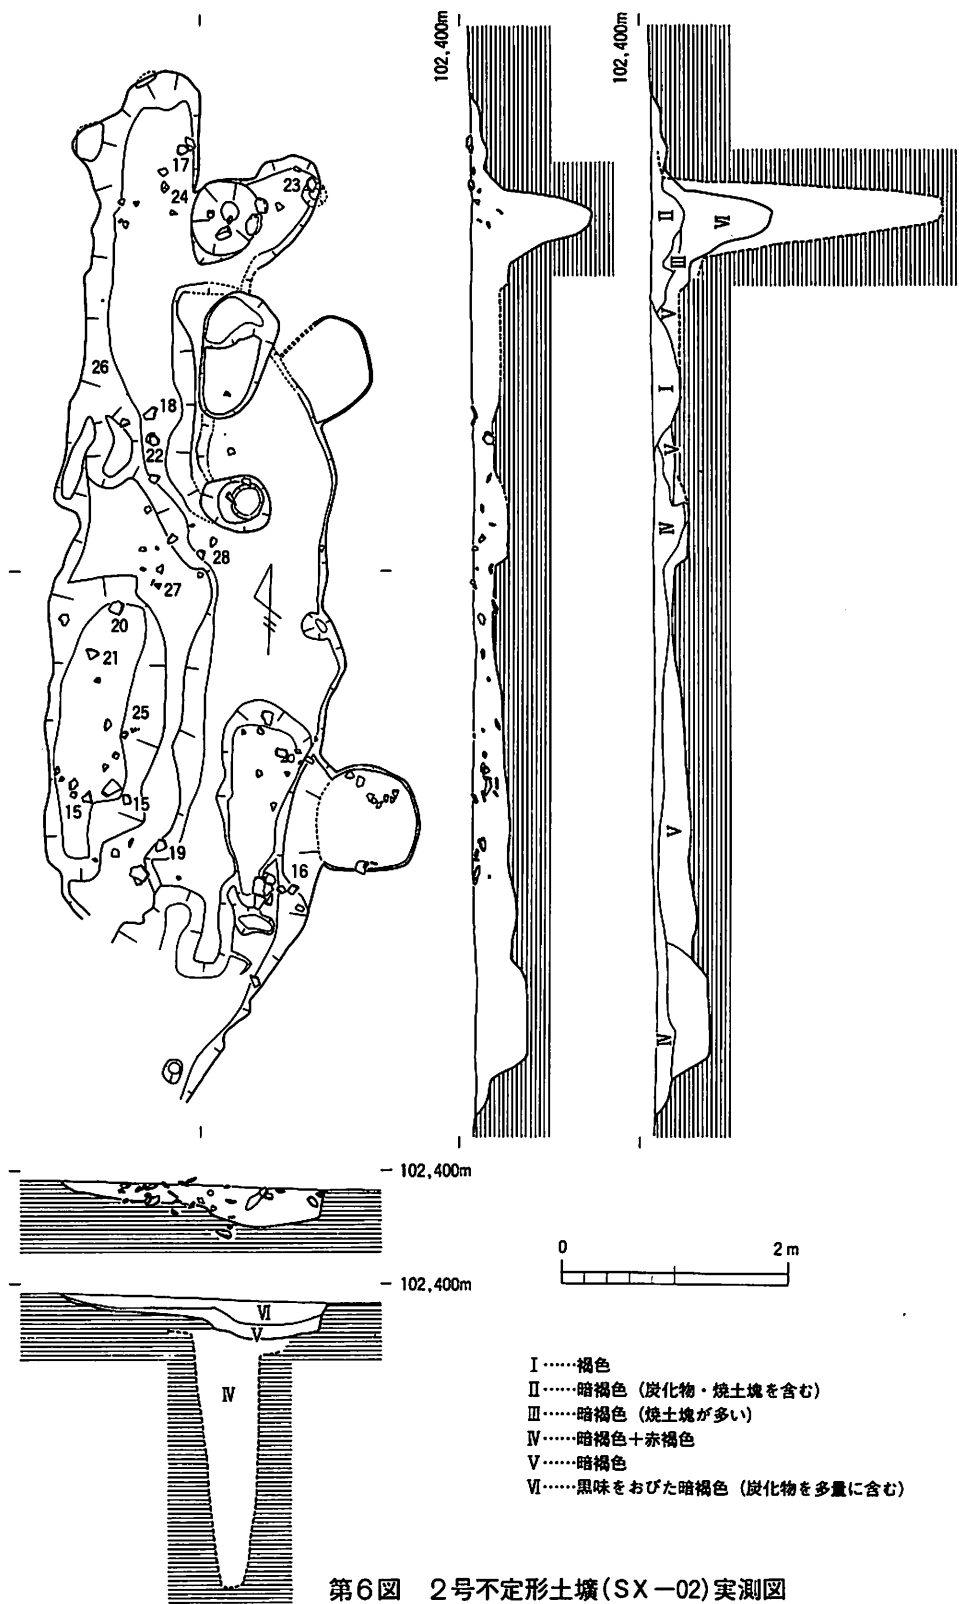 102,400m
102,400m
17
24
23
26
18
22
28
27
20
21
25
15
15
19
16
Ⅱ
Ⅵ
Ⅲ
Ⅴ
Ⅰ
Ⅴ
Ⅳ
Ⅴ
Ⅳ
102,400m
102,400m
Ⅵ
Ⅴ
Ⅳ
0 2m
Ⅰ……褐色
Ⅱ……暗褐色（炭化物・焼土塊を含む）
Ⅲ……暗褐色（焼土塊が多い）
Ⅳ……暗褐色＋赤褐色
Ⅴ……暗褐色
Ⅵ……黒味をおびた暗褐色（炭化物を多量に含む）
第6図 2号不定形土壙(SX－02)実測図